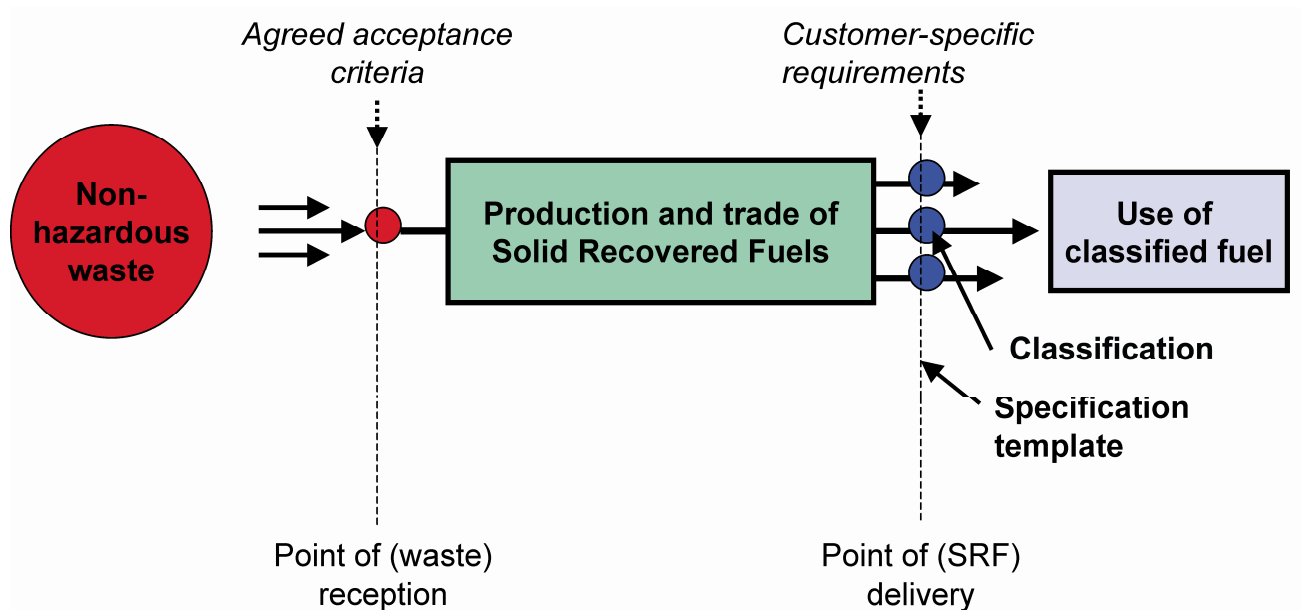 Agreed acceptance
criteria
Customer-specific
requirements
Non-
hazardous
waste
Production and trade of
Solid Recovered Fuels
Use of
classified fuel
Classification
Specification
template
Point of (waste)
reception
Point of (SRF)
delivery